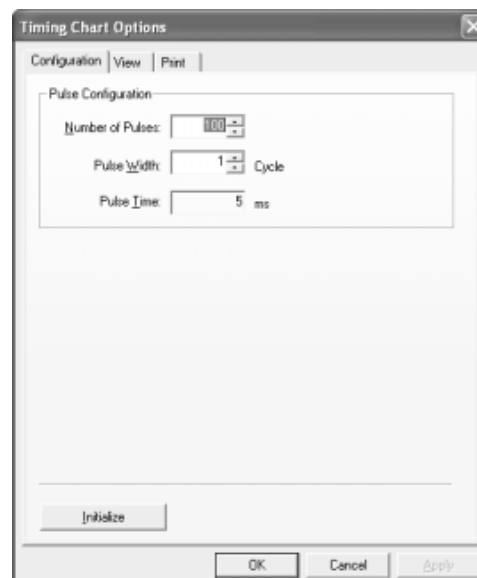 Timing Chart Options
Configuration View Print
Pulse Configuration
Number of Pulses: 100
Pulse Width: 1 Cycle
Pulse Time: 5 ms
Initialize
OK Cancel Apply